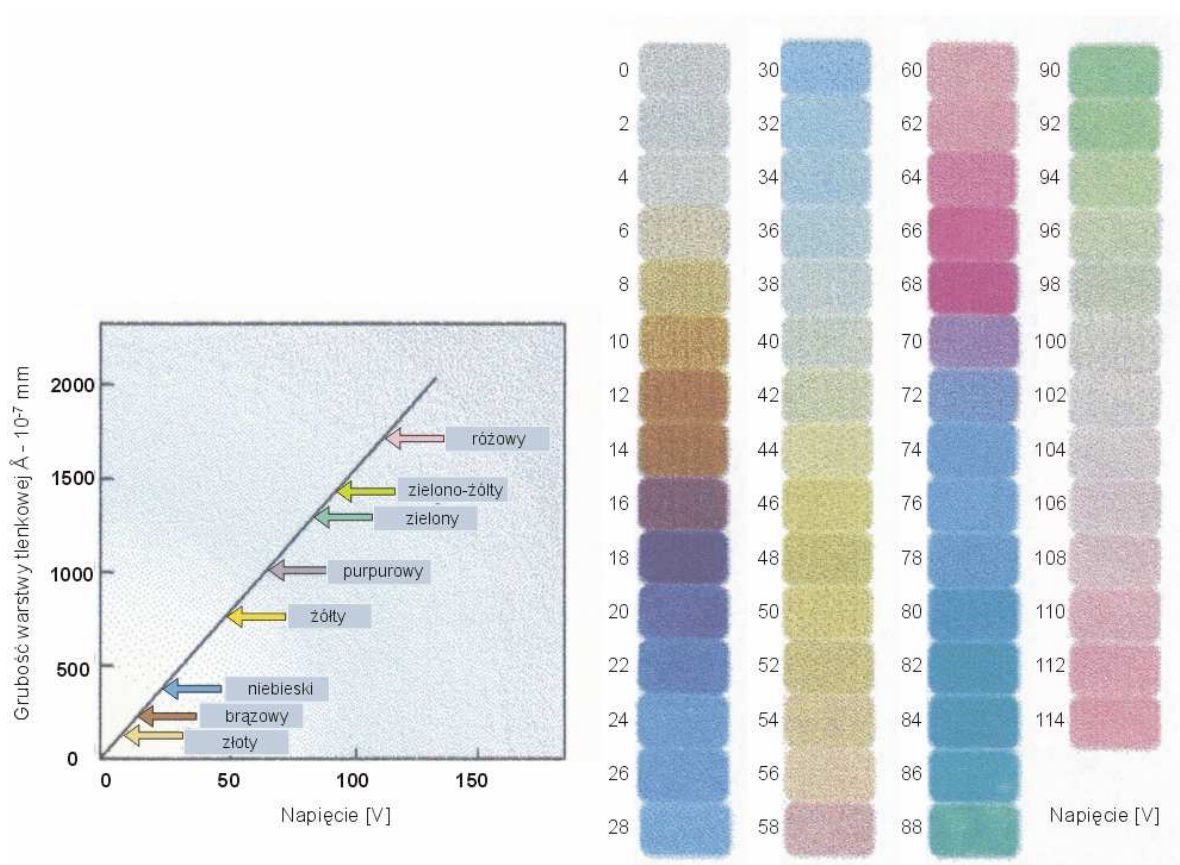 Grubość warstwy tlenkowej Å - 10⁻⁷ mm
2000
1500
1000
500
0
różowy
zielono-żółty
zielony
purpurowy
żółty
niebieski
brązowy
złoty
0 50 100 150
Napięcie [V]
0 30 60 90
2 32 62 92
4 34 64 94
6 36 66 96
8 38 68 98
10 40 70 100
12 42 72 102
14 44 74 104
16 46 76 106
18 48 78 108
20 50 80 110
22 52 82 112
24 54 84 114
26 56 86
28 58 88
Napięcie [V]